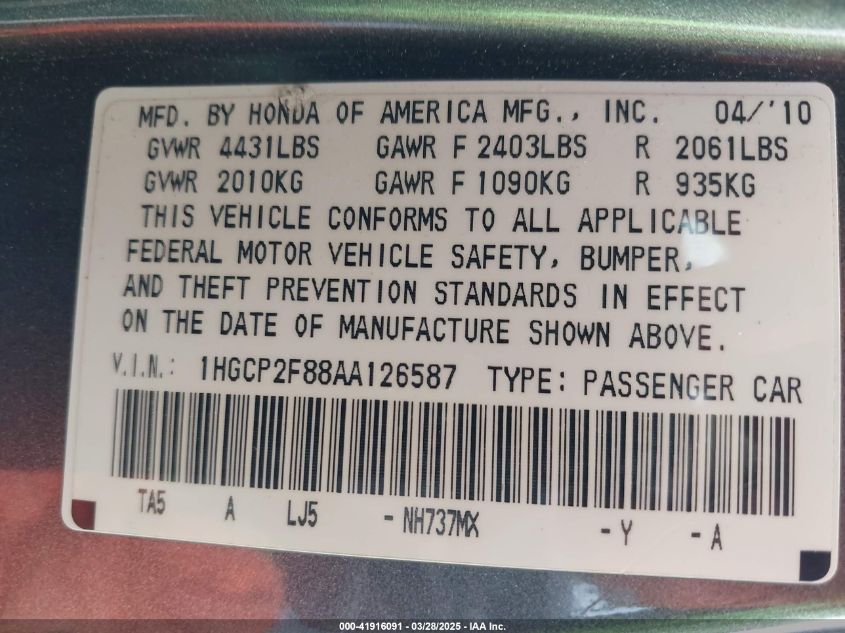 MFD. BY HONDA OF AMERICA MFG., INC. 04/'10
GVWR 4431LBS GAWR F 2403LBS R 2061LBS
GVWR 2010KG GAWR F 1090KG R 935KG
THIS VEHICLE CONFORMS TO ALL APPLICABLE
FEDERAL MOTOR VEHICLE SAFETY, BUMPER,
AND THEFT PREVENTION STANDARDS IN EFFECT
ON THE DATE OF MANUFACTURE SHOWN ABOVE.
V.I.N.: 1HGCP2F88AA126587 TYPE: PASSENGER CAR
TA5 A LJ5 -NH737MX -Y -A
000-41916091 - 03/28/2025 - IAA Inc.